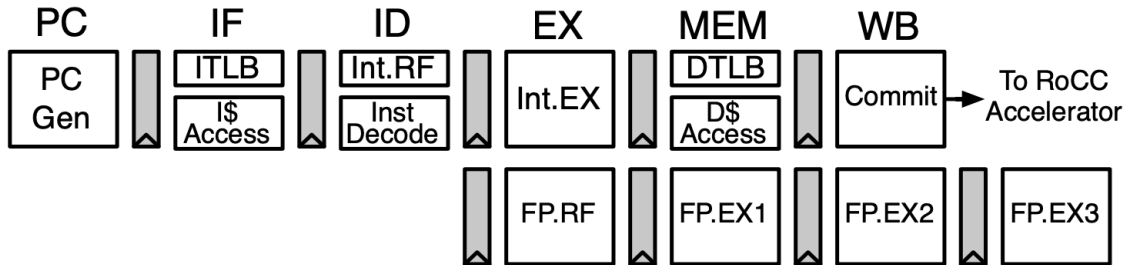 PC IF ID EX MEM WB
PC
Gen
ITLB
I$
Access
Int.RF
Inst
Decode
Int.EX
DTLB
D$
Access
Commit
To RoCC
Accelerator
FP.RF
FP.EX1
FP.EX2
FP.EX3